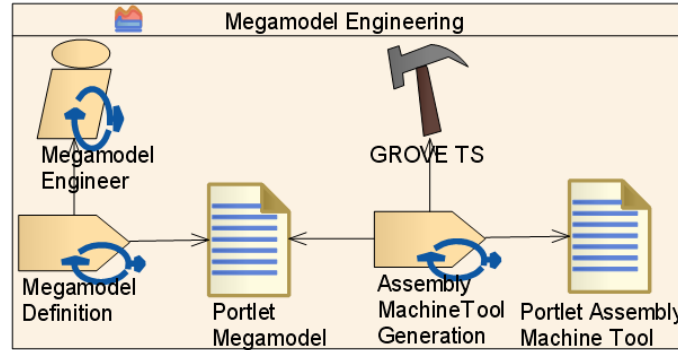 Megamodel Engineering
Megamodel
Engineer
GROVE TS
Megamodel
Definition
Portlet
Megamodel
Assembly
MachineTool
Generation
Portlet Assembly
Machine Tool